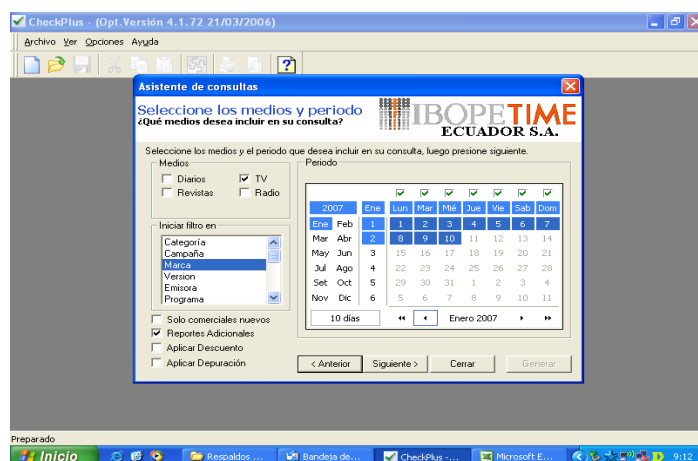 CheckPlus - (Opt.Versión 4.1.72 21/03/2006)
Archivo Ver Opciones Ayuda
Asistente de consultas
Seleccione los medios y periodo
¿Qué medios desea incluir en su consulta?
IBOPETIME
ECUADOR S.A.
Seleccione los medios y el periodo que desea incluir en su consulta, luego presione siguiente.
Medios
Diarios TV
Revistas Radio
Iniciar filtro en
Categoría
Campaña
Marca
Version
Emisora
Programa
Solo comerciales nuevos
Reportes Adicionales
Aplicar Descuento
Aplicar Depuración
Periodo
2007 Ene Lun Mar Mié Jue Vie Sab Dom
Ene Feb 1 1 2 3 4 5 6 7
Mar Abr 2 8 9 10 11 12 13 14
May Jun 3 15 16 17 18 19 20 21
Jul Ago 4 22 23 24 25 26 27 28
Set Oct 5 29 30 31 1 2 3 4
Nov Dic 6 5 6 7 8 9 10 11
10 días Enero 2007
< Anterior Siguiente > Cerrar Generar
Preparado
Inicio Respaldos ... Bandeja de... CheckPlus -... Microsoft E... 9:12